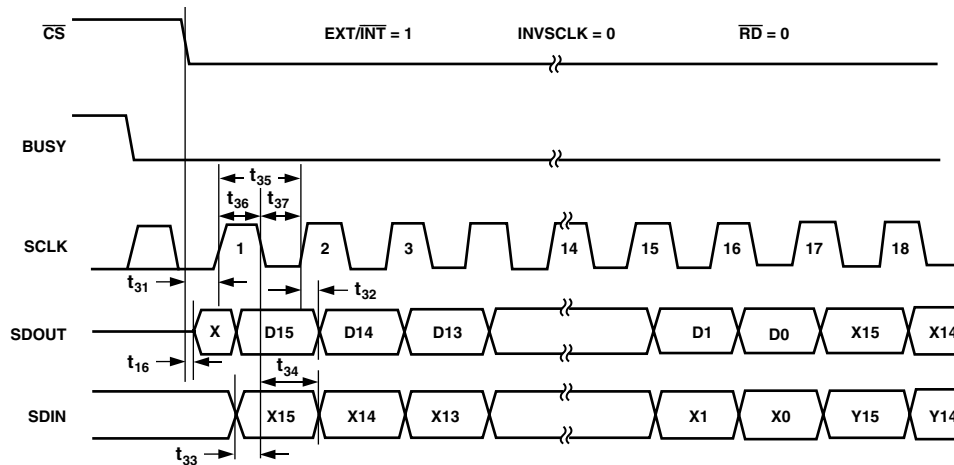 CS EXT/INT = 1 INVSCLK = 0 RD = 0
BUSY
t35
t36 t37
SCLK 1 2 3 14 15 16 17 18
t31 t32
SDOUT X D15 D14 D13 D1 D0 X15 X14
t16 t34
SDIN X15 X14 X13 X1 X0 Y15 Y14
t33